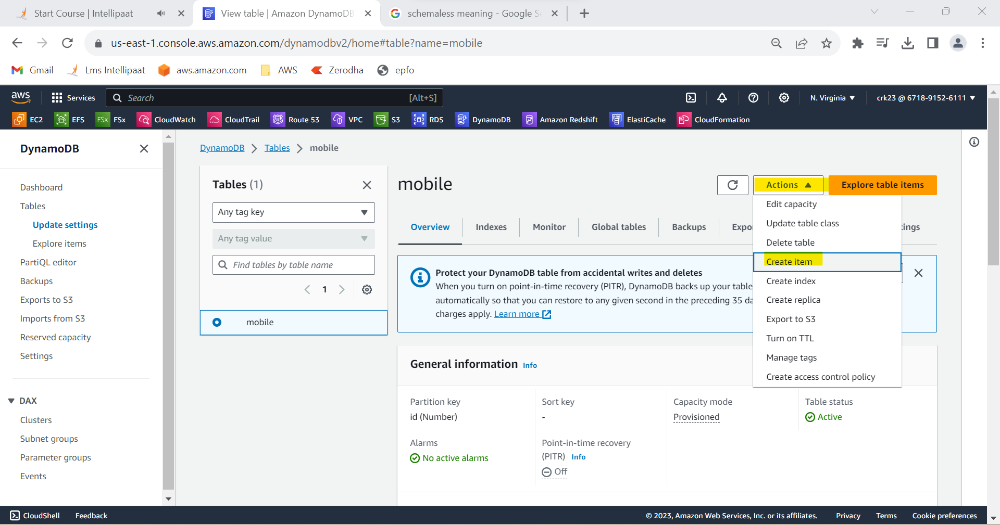 Start Course | Intellipaat
View table | Amazon DynamoDB
schemaless meaning - Google S
us-east-1.console.aws.amazon.com/dynamodbv2/home#table?name=mobile
Gmail
Lms Intellipaat
aws.amazon.com
AWS
Zerodha
epfo
aws
Services
Search
[Alt+S]
N. Virginia
crk23 @ 6718-9152-6111
EC2
EFS
FSx
FSx
CloudWatch
CloudTrail
Route 53
VPC
S3
RDS
DynamoDB
Amazon Redshift
ElastiCache
CloudFormation
DynamoDB
Dashboard
Tables
Update settings
Explore items
PartiQL editor
Backups
Exports to S3
Imports from S3
Reserved capacity
Settings
DAX
Clusters
Subnet groups
Parameter groups
Events
DynamoDB
Tables
mobile
Tables (1)
Any tag key
Any tag value
Find tables by table name
1
mobile
mobile
Actions
Explore table items
Edit capacity
Update table class
Delete table
Create item
Create index
Create replica
Export to S3
Turn on TTL
Manage tags
Create access control policy
Overview
Indexes
Monitor
Global tables
Backups
Expo
ings
Protect your DynamoDB table from accidental writes and deletes
When you turn on point-in-time recovery (PITR), DynamoDB backs up your table
automatically so that you can restore to any given second in the preceding 35 da
charges apply. Learn more
General information Info
Partition key
id (Number)
Sort key
-
Capacity mode
Provisioned
Table status
Active
Alarms
No active alarms
Point-in-time recovery
(PITR) Info
Off
CloudShell
Feedback
© 2023, Amazon Web Services, Inc. or its affiliates.
Privacy
Terms
Cookie preferences